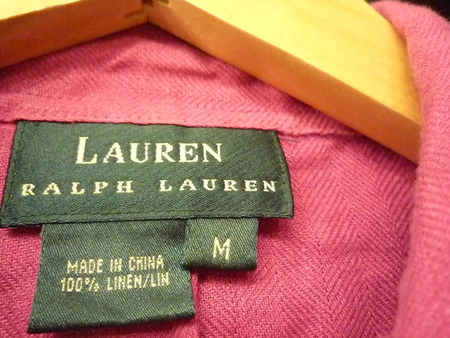 LAUREN
RALPH LAUREN
M
MADE IN CHINA
100% LINEN/LIN